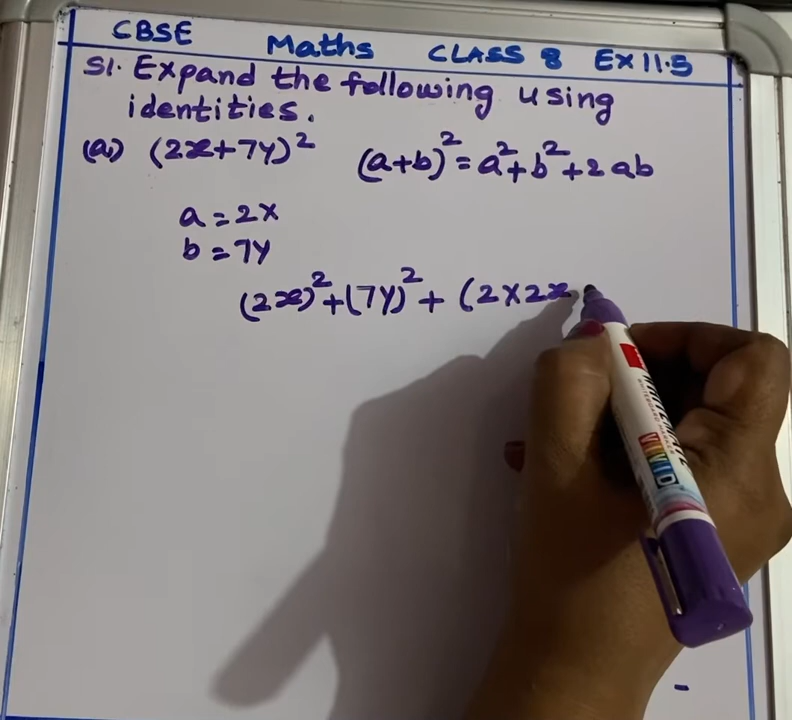 CBSE Maths CLASS 8 Ex 11.5
S1. Expand the following using
identities.
(a) (2x+7y)² (a+b)²=a²+b²+2ab
a=2x
b=7y
(2x)²+(7y)²+(2×2x
VIVID